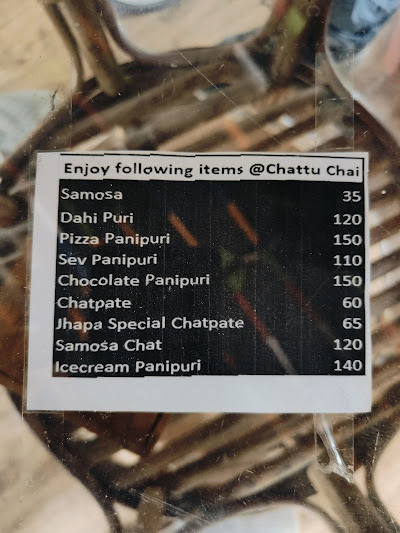 Enjoy following items @Chattu Chai
Samosa 35
Dahi Puri 120
Pizza Panipuri 150
Sev Panipuri 110
Chocolate Panipuri 150
Chatpate 60
Jhapa Special Chatpate 65
Samosa Chat 120
Icecream Panipuri 140